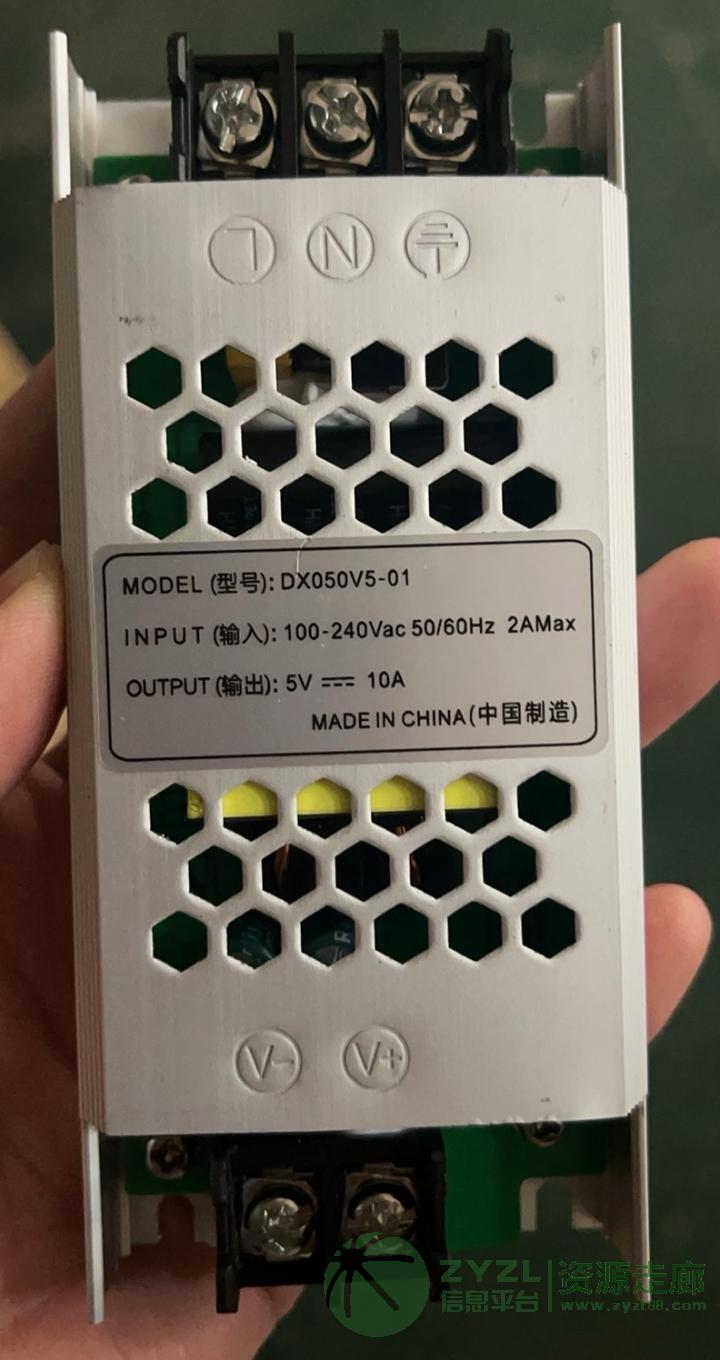 L N
MODEL (型号): DX050V5-01
INPUT (输入): 100-240Vac 50/60Hz 2AMax
OUTPUT (输出): 5V ⎓ 10A
MADE IN CHINA (中国制造)
V- V+
ZYZL 资源走廊
信息平台 www.zyzl88.com